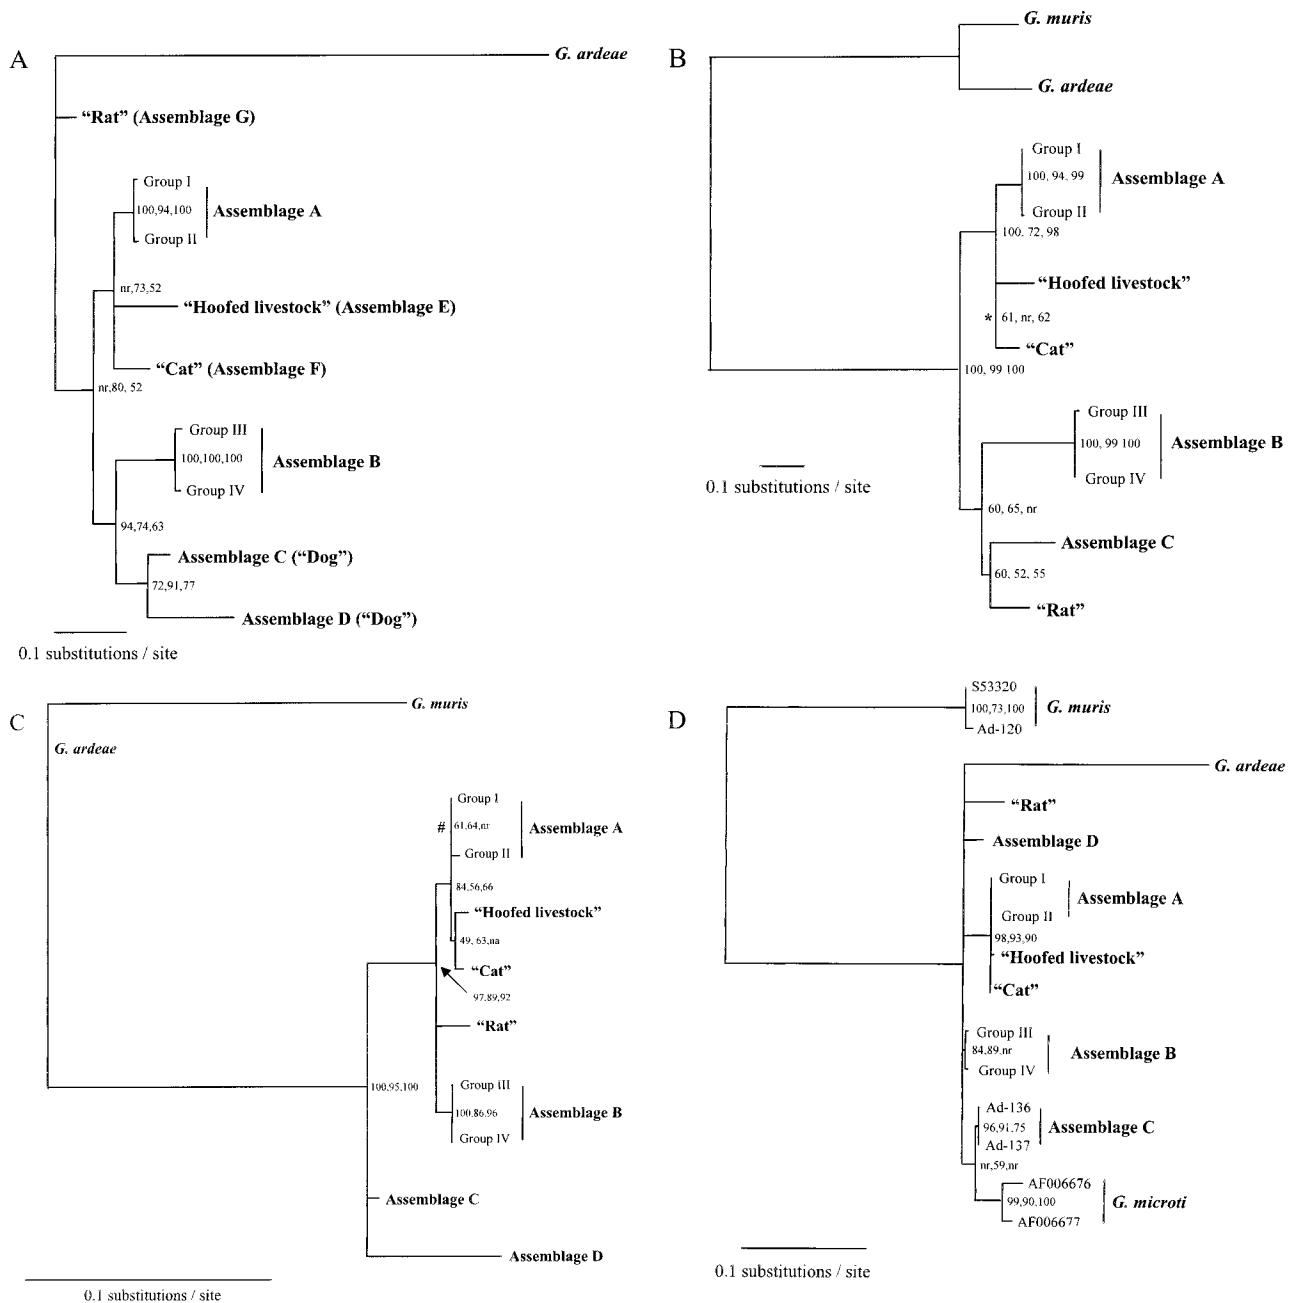 A
G. ardeae
"Rat" (Assemblage G)
Group I
100,94,100
Assemblage A
Group II
nr,73,52
"Hoofed livestock" (Assemblage E)
"Cat" (Assemblage F)
nr,80, 52
Group III
100,100,100
Assemblage B
Group IV
94,74,63
Assemblage C ("Dog")
72,91,77
Assemblage D ("Dog")
0.1 substitutions / site
B
G. muris
G. ardeae
Group I
100, 94, 99
Assemblage A
Group II
100, 72, 98
"Hoofed livestock"
* 61, nr, 62
"Cat"
100, 99 100
Group III
100, 99 100
Assemblage B
Group IV
0.1 substitutions / site
60, 65, nr
Assemblage C
60, 52, 55
"Rat"
C
G. muris
G. ardeae
Group I
# 61,64,nr
Assemblage A
Group II
84,56,66
"Hoofed livestock"
49, 63,na
"Cat"
97,89,92
"Rat"
100,95,100
Group III
100,86,96
Assemblage B
Group IV
Assemblage C
Assemblage D
0.1 substitutions / site
D
S53320
100,73,100
G. muris
Ad-120
G. ardeae
"Rat"
Assemblage D
Group I
Assemblage A
Group II
98,93,90
"Hoofed livestock"
"Cat"
Group III
84,89,nr
Assemblage B
Group IV
Ad-136
96,91,75
Assemblage C
Ad-137
nr,59,nr
AF006676
99,90,100
G. microti
AF006677
0.1 substitutions / site